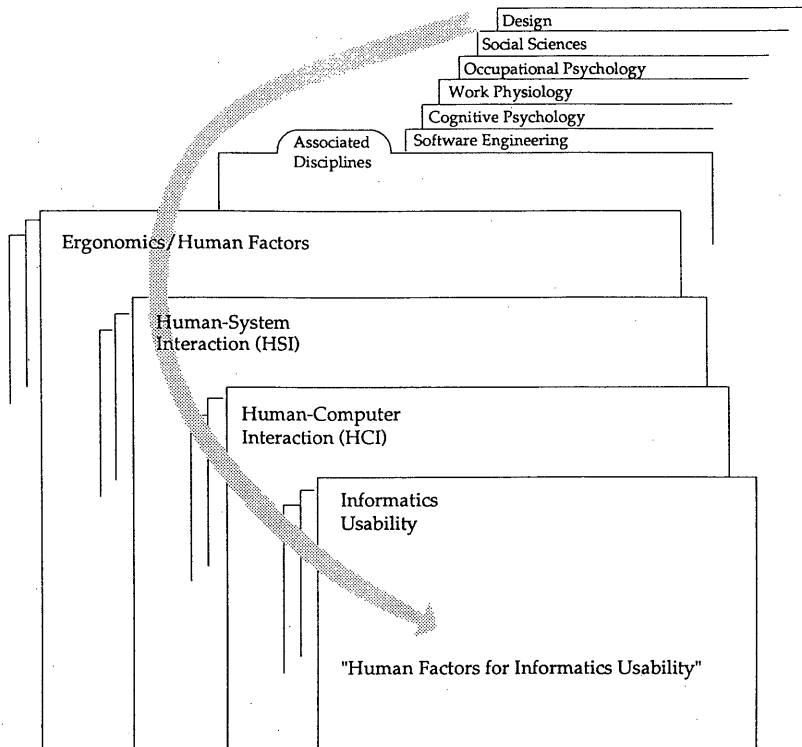 Design
Social Sciences
Occupational Psychology
Work Physiology
Cognitive Psychology
Software Engineering
Associated
Disciplines
Ergonomics/Human Factors
Human-System
Interaction (HSI)
Human-Computer
Interaction (HCI)
Informatics
Usability
"Human Factors for Informatics Usability"